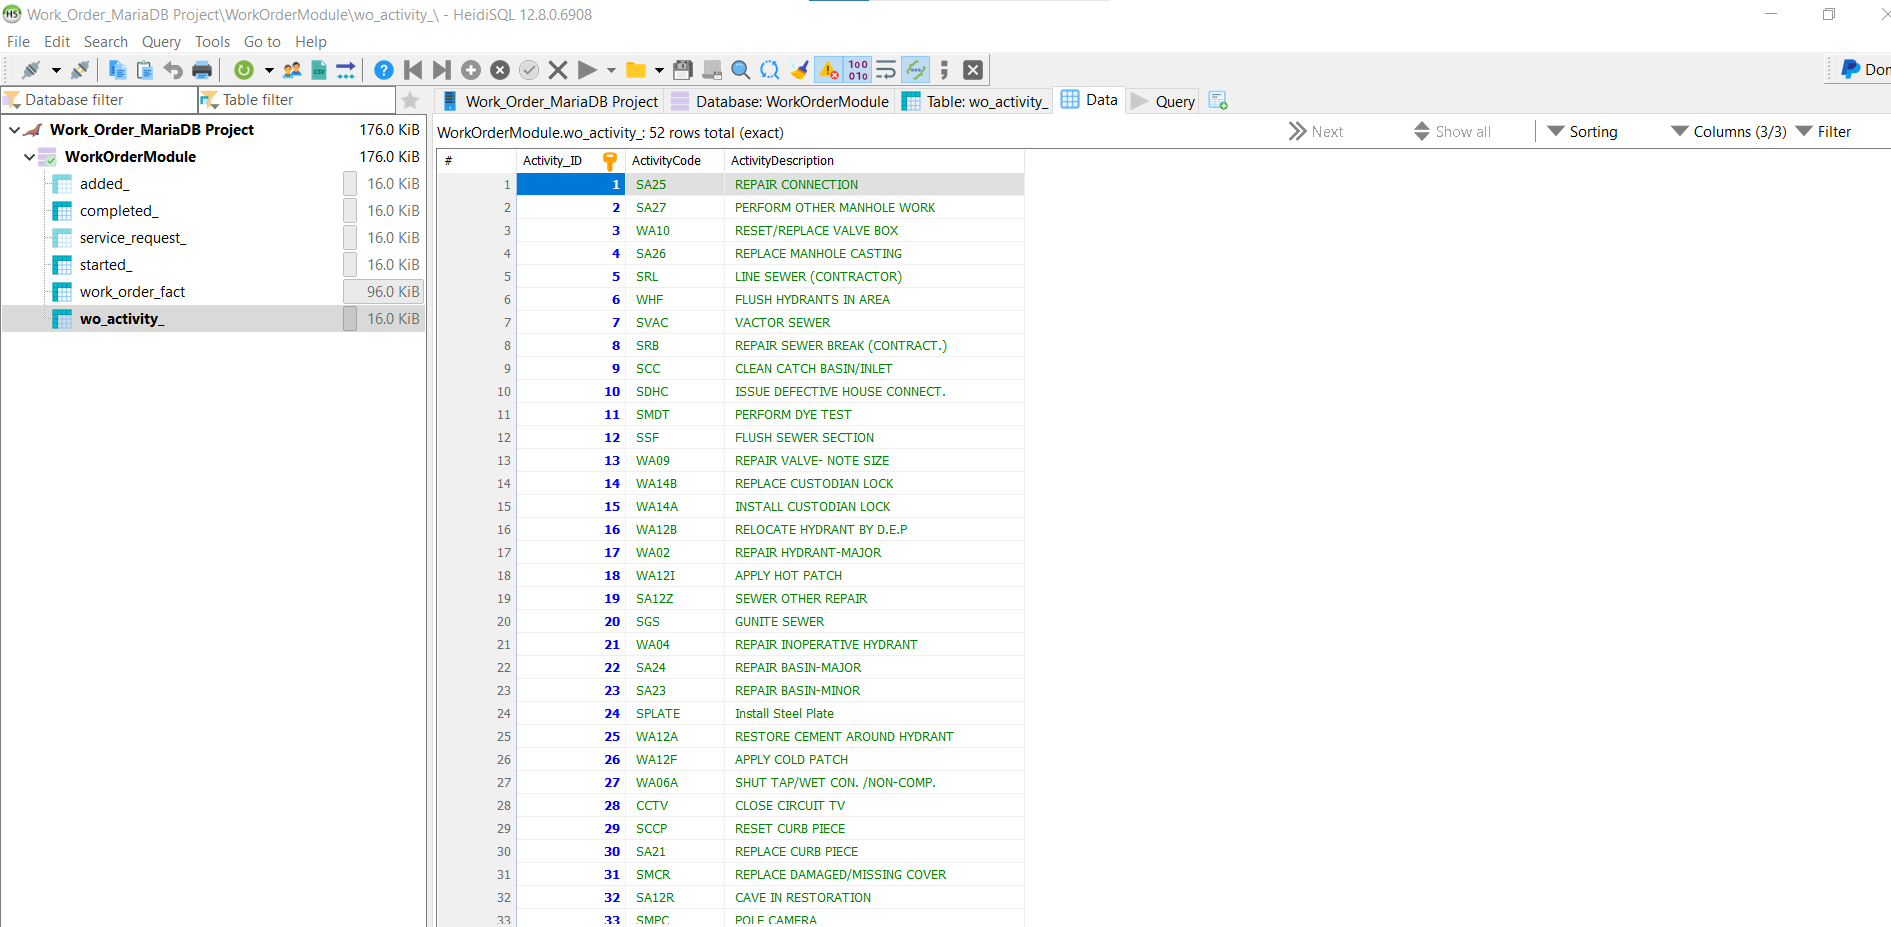 Work_Order_MariaDB Project\WorkOrderModule\wo_activity_\ - HeidiSQL 12.8.0.6908
File Edit Search Query Tools Go to Help
Don
Database filter Table filter
Work_Order_MariaDB Project Database: WorkOrderModule Table: wo_activity_ Data Query
Work_Order_MariaDB Project 176.0 KiB
WorkOrderModule 176.0 KiB
added_ 16.0 KiB
completed_ 16.0 KiB
service_request_ 16.0 KiB
started_ 16.0 KiB
work_order_fact 96.0 KiB
wo_activity_ 16.0 KiB
WorkOrderModule.wo_activity_: 52 rows total (exact) Next Show all Sorting Columns (3/3) Filter
# Activity_ID ActivityCode ActivityDescription
1 1 SA25 REPAIR CONNECTION
2 2 SA27 PERFORM OTHER MANHOLE WORK
3 3 WA10 RESET/REPLACE VALVE BOX
4 4 SA26 REPLACE MANHOLE CASTING
5 5 SRL LINE SEWER (CONTRACTOR)
6 6 WHF FLUSH HYDRANTS IN AREA
7 7 SVAC VACTOR SEWER
8 8 SRB REPAIR SEWER BREAK (CONTRACT.)
9 9 SCC CLEAN CATCH BASIN/INLET
10 10 SDHC ISSUE DEFECTIVE HOUSE CONNECT.
11 11 SMDT PERFORM DYE TEST
12 12 SSF FLUSH SEWER SECTION
13 13 WA09 REPAIR VALVE- NOTE SIZE
14 14 WA14B REPLACE CUSTODIAN LOCK
15 15 WA14A INSTALL CUSTODIAN LOCK
16 16 WA12B RELOCATE HYDRANT BY D.E.P
17 17 WA02 REPAIR HYDRANT-MAJOR
18 18 WA12I APPLY HOT PATCH
19 19 SA12Z SEWER OTHER REPAIR
20 20 SGS GUNITE SEWER
21 21 WA04 REPAIR INOPERATIVE HYDRANT
22 22 SA24 REPAIR BASIN-MAJOR
23 23 SA23 REPAIR BASIN-MINOR
24 24 SPLATE Install Steel Plate
25 25 WA12A RESTORE CEMENT AROUND HYDRANT
26 26 WA12F APPLY COLD PATCH
27 27 WA06A SHUT TAP/WET CON. /NON-COMP.
28 28 CCTV CLOSE CIRCUIT TV
29 29 SCCP RESET CURB PIECE
30 30 SA21 REPLACE CURB PIECE
31 31 SMCR REPLACE DAMAGED/MISSING COVER
32 32 SA12R CAVE IN RESTORATION
33 33 SMPC POLE CAMERA